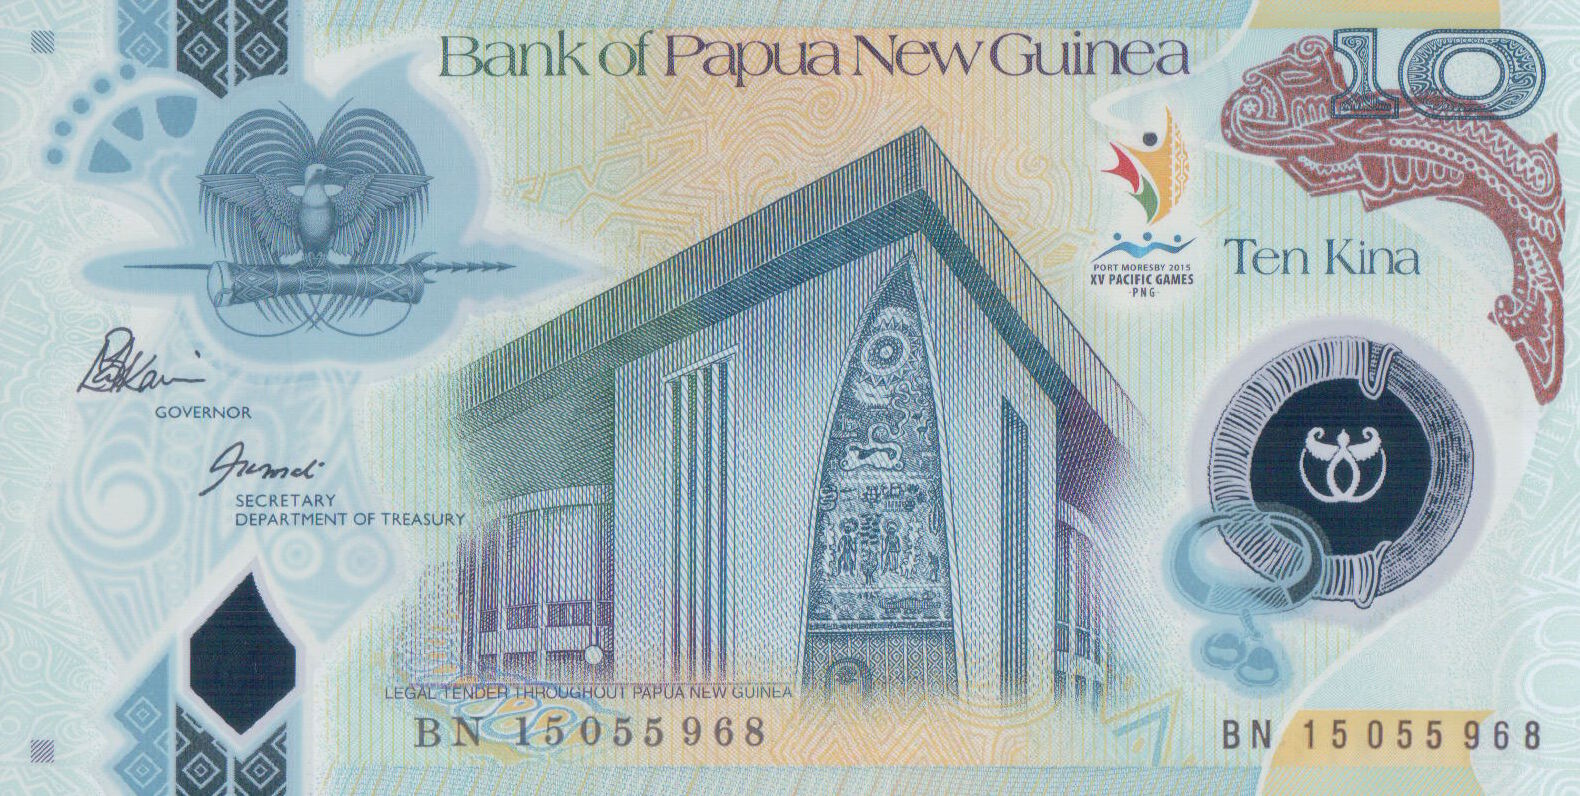 Bank of Papua New Guinea
10
PORT MORESBY 2015
XV PACIFIC GAMES
-PNG-
Ten Kina
GOVERNOR
SECRETARY
DEPARTMENT OF TREASURY
LEGAL TENDER THROUGHOUT PAPUA NEW GUINEA
BN 15055968
BN 15055968